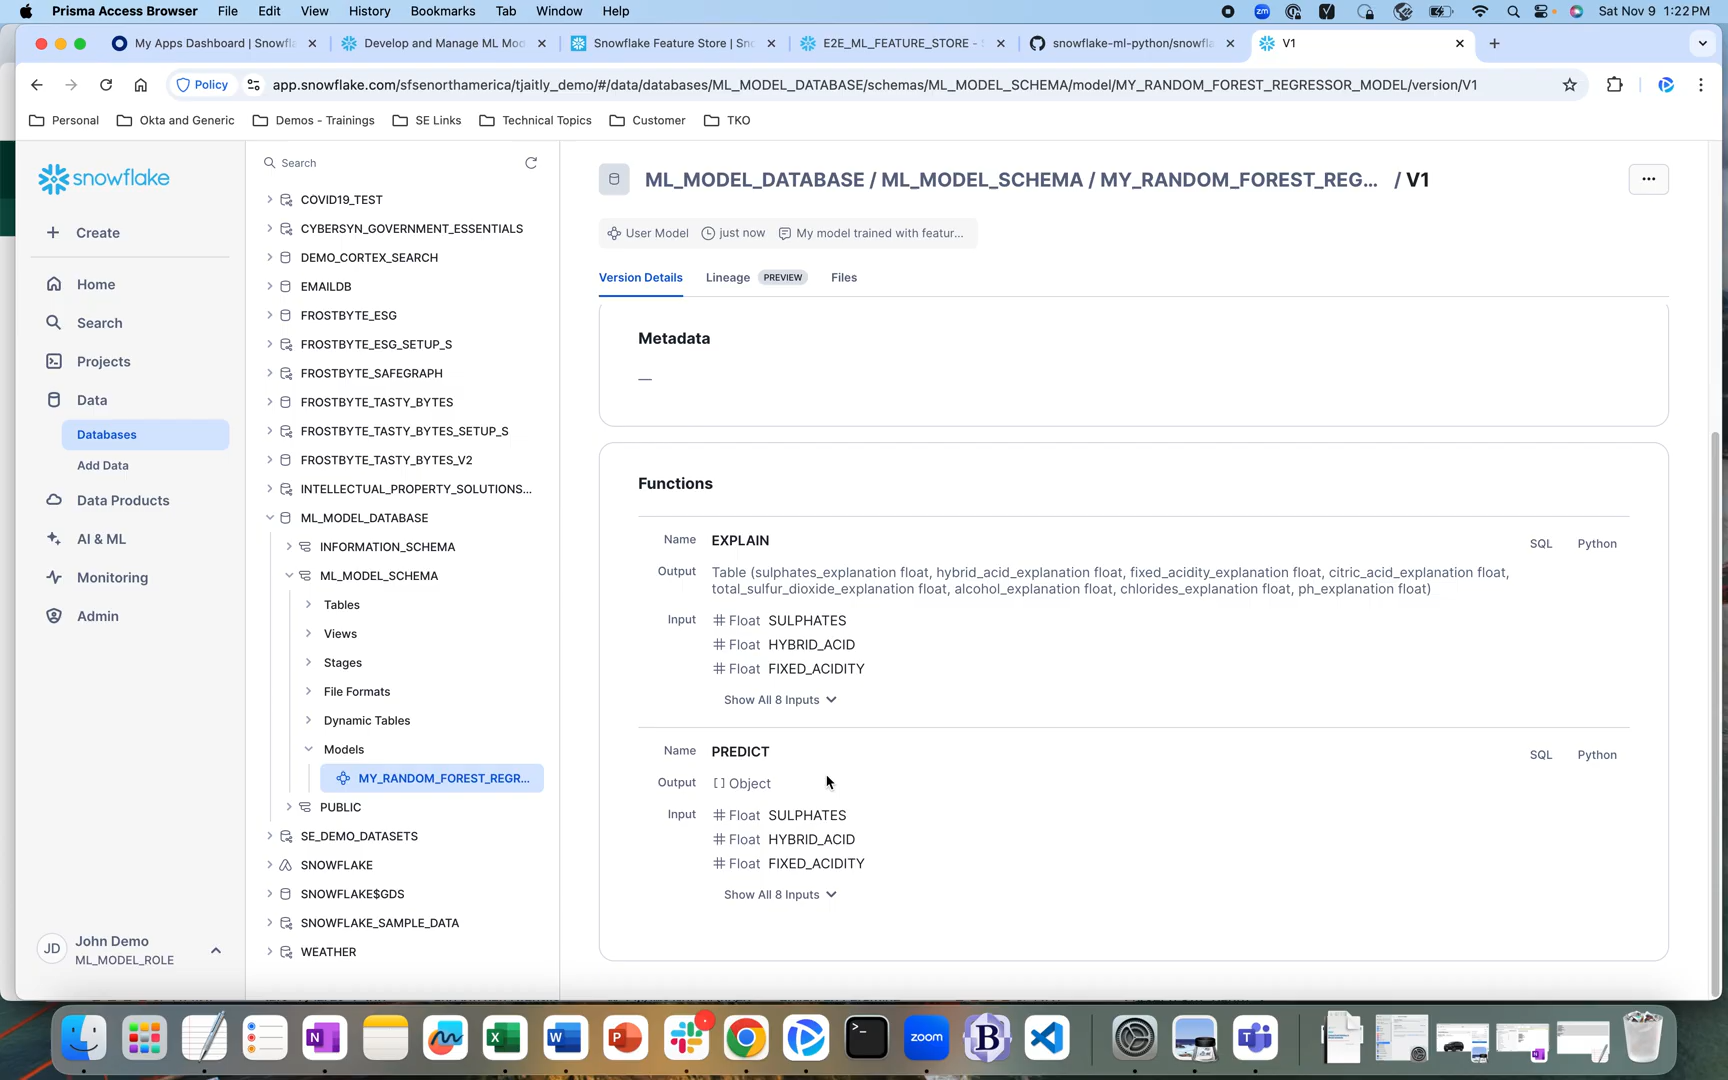 Prisma Access Browser File Edit View History Bookmarks Tab Window Help
zm
Sat Nov 9 1:22 PM
My Apps Dashboard | Snowfl
Develop and Manage ML Mod
Snowflake Feature Store | Sn
E2E_ML_FEATURE_STORE -
snowflake-ml-python/snowfl
V1
Policy
app.snowflake.com/sfsenorthamerica/tjaitly_demo/#/data/databases/ML_MODEL_DATABASE/schemas/ML_MODEL_SCHEMA/model/MY_RANDOM_FOREST_REGRESSOR_MODEL/version/V1
Personal
Okta and Generic
Demos - Trainings
SE Links
Technical Topics
Customer
TKO
snowflake
Create
Home
Search
Projects
Data
Databases
Add Data
Data Products
AI & ML
Monitoring
Admin
JD
John Demo
ML_MODEL_ROLE
Search
COVID19_TEST
CYBERSYN_GOVERNMENT_ESSENTIALS
DEMO_CORTEX_SEARCH
EMAILDB
FROSTBYTE_ESG
FROSTBYTE_ESG_SETUP_S
FROSTBYTE_SAFEGRAPH
FROSTBYTE_TASTY_BYTES
FROSTBYTE_TASTY_BYTES_SETUP_S
FROSTBYTE_TASTY_BYTES_V2
INTELLECTUAL_PROPERTY_SOLUTIONS...
ML_MODEL_DATABASE
INFORMATION_SCHEMA
ML_MODEL_SCHEMA
Tables
Views
Stages
File Formats
Dynamic Tables
Models
MY_RANDOM_FOREST_REGR...
PUBLIC
SE_DEMO_DATASETS
SNOWFLAKE
SNOWFLAKE$GDS
SNOWFLAKE_SAMPLE_DATA
WEATHER
ML_MODEL_DATABASE / ML_MODEL_SCHEMA / MY_RANDOM_FOREST_REG... / V1
...
User Model
just now
My model trained with featur...
Version Details
Lineage PREVIEW
Files
Metadata
—
Functions
Name EXPLAIN
SQL Python
Output Table (sulphates_explanation float, hybrid_acid_explanation float, fixed_acidity_explanation float, citric_acid_explanation float,
total_sulfur_dioxide_explanation float, alcohol_explanation float, chlorides_explanation float, ph_explanation float)
Input # Float SULPHATES
# Float HYBRID_ACID
# Float FIXED_ACIDITY
Show All 8 Inputs
Name PREDICT
SQL Python
Output [ ] Object
Input # Float SULPHATES
# Float HYBRID_ACID
# Float FIXED_ACIDITY
Show All 8 Inputs
zoom